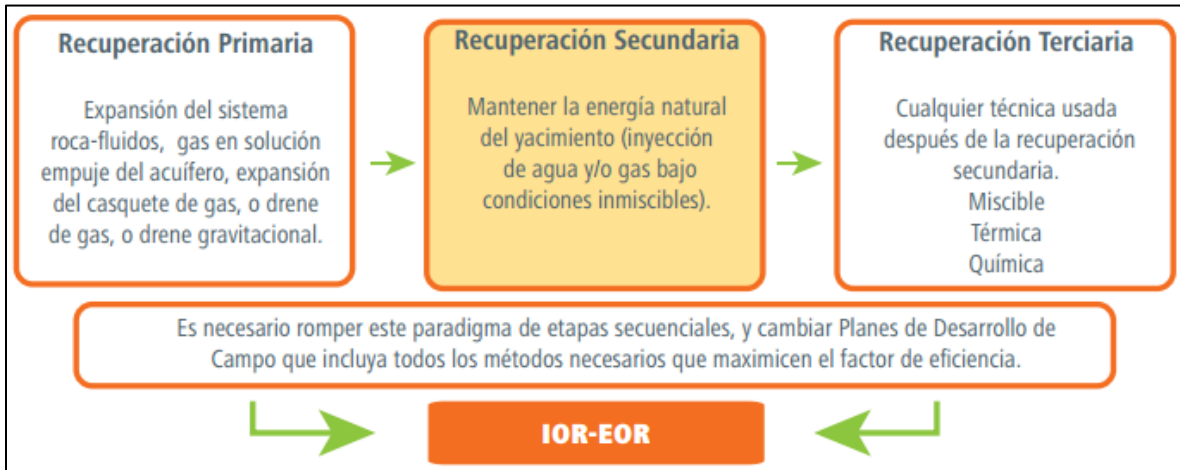 Recuperación Primaria
Expansión del sistema
roca-fluidos, gas en solución
empuje del acuífero, expansión
del casquete de gas, o drene
de gas, o drene gravitacional.
Recuperación Secundaria
Mantener la energía natural
del yacimiento (inyección
de agua y/o gas bajo
condiciones inmiscibles).
Recuperación Terciaria
Cualquier técnica usada
después de la recuperación
secundaria.
Miscible
Térmica
Química
Es necesario romper este paradigma de etapas secuenciales, y cambiar Planes de Desarrollo de
Campo que incluya todos los métodos necesarios que maximicen el factor de eficiencia.
IOR-EOR